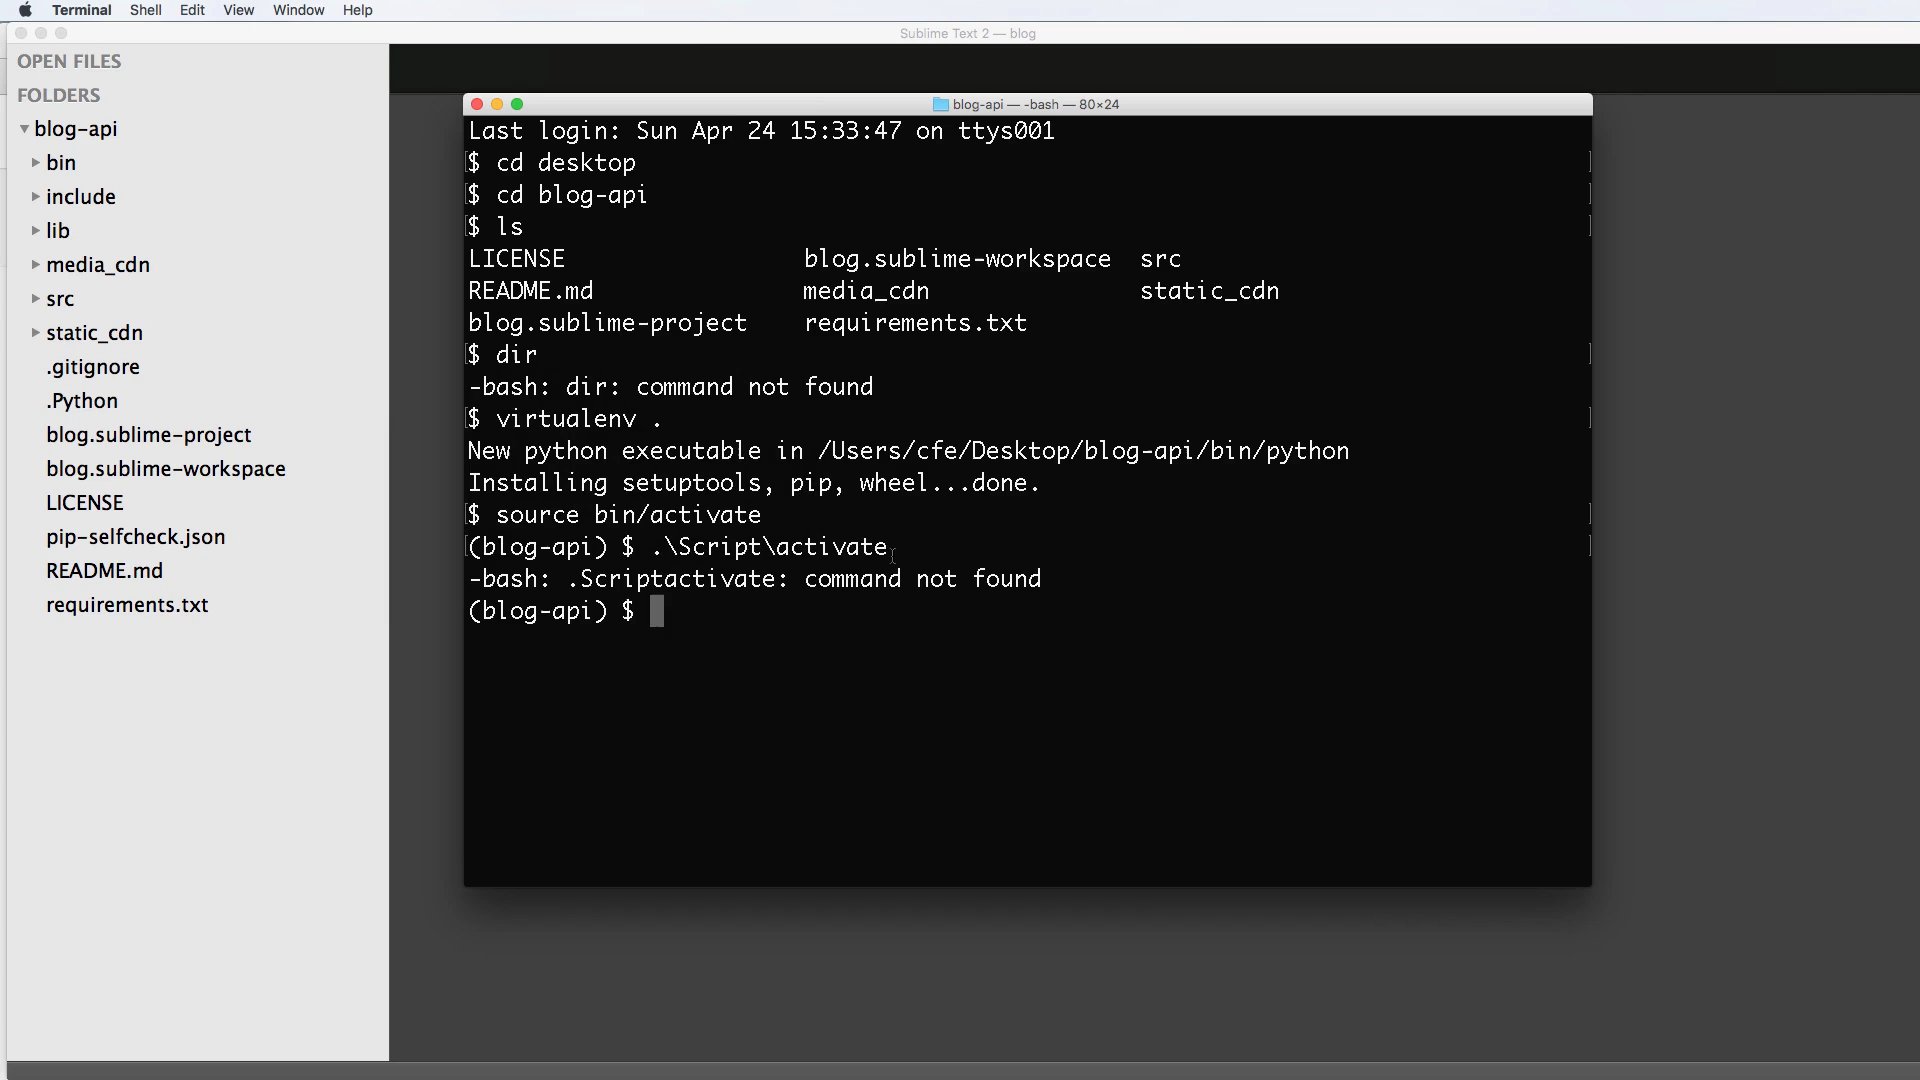 Terminal Shell Edit View Window Help
Sublime Text 2 — blog
OPEN FILES
FOLDERS
blog-api
bin
include
lib
media_cdn
src
static_cdn
.gitignore
.Python
blog.sublime-project
blog.sublime-workspace
LICENSE
pip-selfcheck.json
README.md
requirements.txt
blog-api — -bash — 80×24
Last login: Sun Apr 24 15:33:47 on ttys001
$ cd desktop
$ cd blog-api
$ ls
LICENSE blog.sublime-workspace src
README.md media_cdn static_cdn
blog.sublime-project requirements.txt
$ dir
-bash: dir: command not found
$ virtualenv .
New python executable in /Users/cfe/Desktop/blog-api/bin/python
Installing setuptools, pip, wheel...done.
$ source bin/activate
(blog-api) $ .\Script\activate
-bash: .Scriptactivate: command not found
(blog-api) $